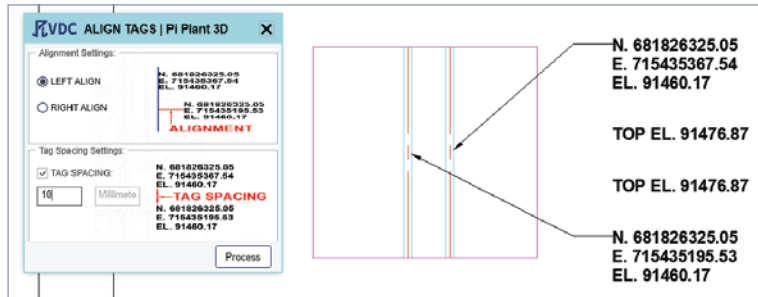 VDC ALIGN TAGS | PI Plant 3D
Alignment Settings:
LEFT ALIGN
RIGHT ALIGN
N. 681826325.05
E. 715435367.54
EL. 91460.17
N. 681826325.05
E. 715435195.53
EL. 91460.17
ALIGNMENT
Tag Spacing Settings:
TAG SPACING:
10
Millimete
N. 681826325.05
E. 715435367.54
EL. 91460.17
TAG SPACING
N. 681826325.05
E. 715435195.53
EL. 91460.17
Process
N. 681826325.05
E. 715435367.54
EL. 91460.17
TOP EL. 91476.87
TOP EL. 91476.87
N. 681826325.05
E. 715435195.53
EL. 91460.17